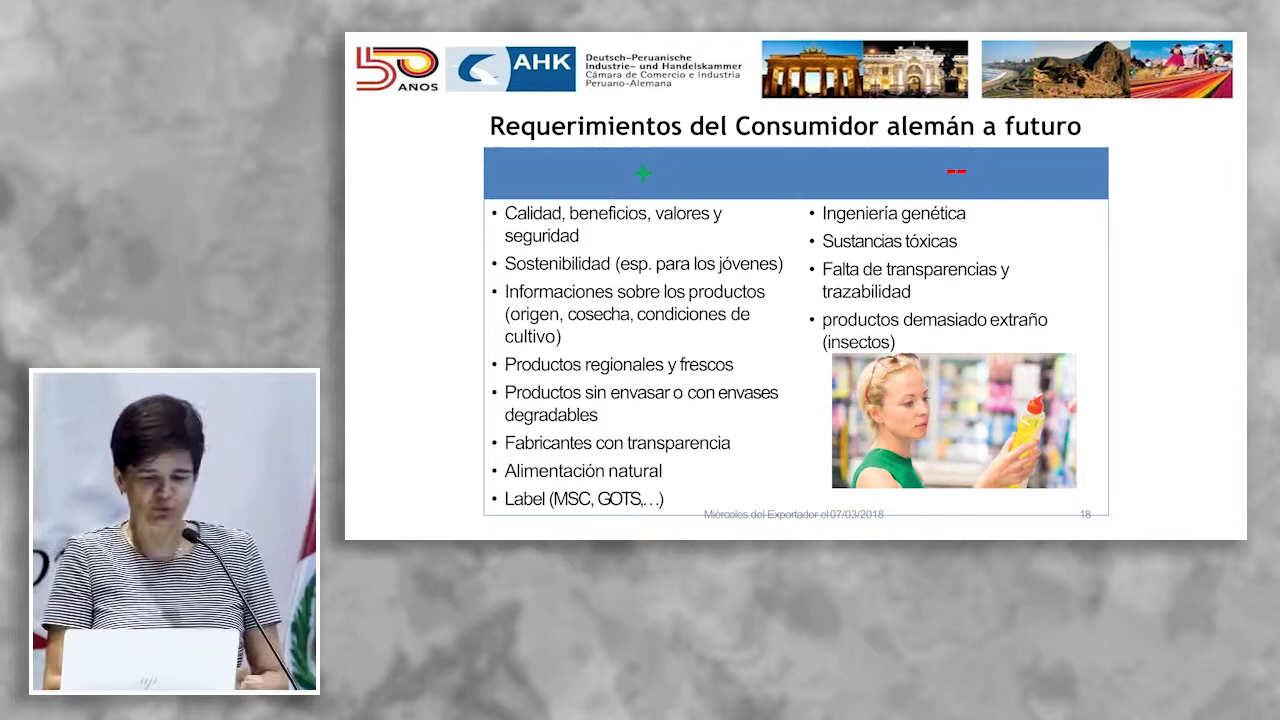 50
AÑOS
AHK
Deutsch-Peruanische
Industrie- und Handelskammer
Cámara de Comercio e Industria
Peruano-Alemana
Requerimientos del Consumidor alemán a futuro
+
--
• Calidad, beneficios, valores y
seguridad
• Sostenibilidad (esp. para los jóvenes)
• Informaciones sobre los productos
(origen, cosecha, condiciones de
cultivo)
• Productos regionales y frescos
• Productos sin envasar o con envases
degradables
• Fabricantes con transparencia
• Alimentación natural
• Label (MSC, GOTS,…)
• Ingeniería genética
• Sustancias tóxicas
• Falta de transparencias y
trazabilidad
• productos demasiado extraño
(insectos)
Miércoles del Exportador el 07/03/2018
18
hp